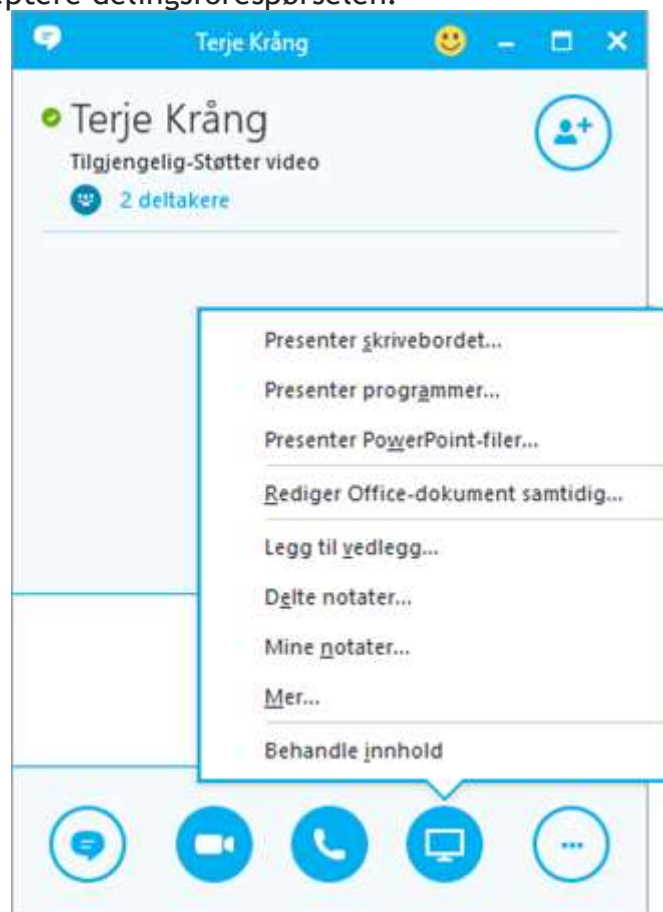 delingsforespørselen.
Terje Krång
Terje Krång
Tilgjengelig-Støtter video
2 deltakere
Presenter skrivebordet...
Presenter programmer...
Presenter PowerPoint-filer...
Rediger Office-dokument samtidig...
Legg til vedlegg...
Delte notater...
Mine notater...
Mer...
Behandle innhold